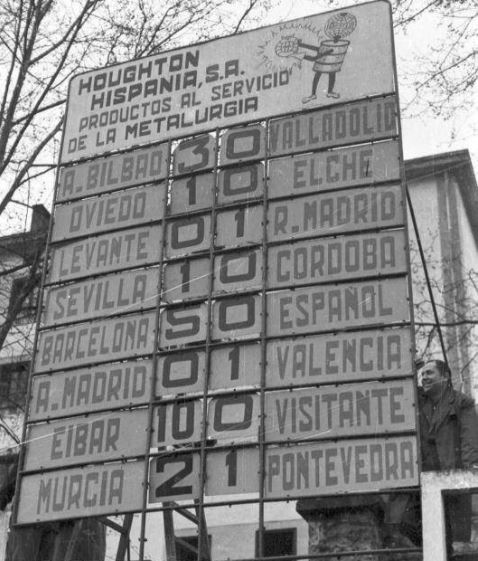 HOUGHTON
HISPANIA, S.A.
PRODUCTOS AL SERVICIO
DE LA METALURGIA
A. BILBAO 3 0 VALLADOLID
OVIEDO 1 0 ELCHE
LEVANTE 0 1 R. MADRID
SEVILLA 1 0 CORDOBA
BARCELONA 5 0 ESPAÑOL
A. MADRID 0 1 VALENCIA
EIBAR 10 0 VISITANTE
MURCIA 2 1 PONTEVEDRA